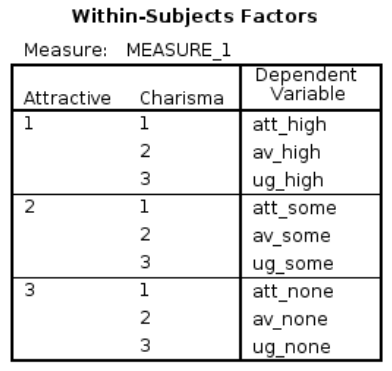 Within-Subjects Factors
Measure: MEASURE_1
Attractive Charisma Dependent Variable
1 1 att_high
2 av_high
3 ug_high
2 1 att_some
2 av_some
3 ug_some
3 1 att_none
2 av_none
3 ug_none